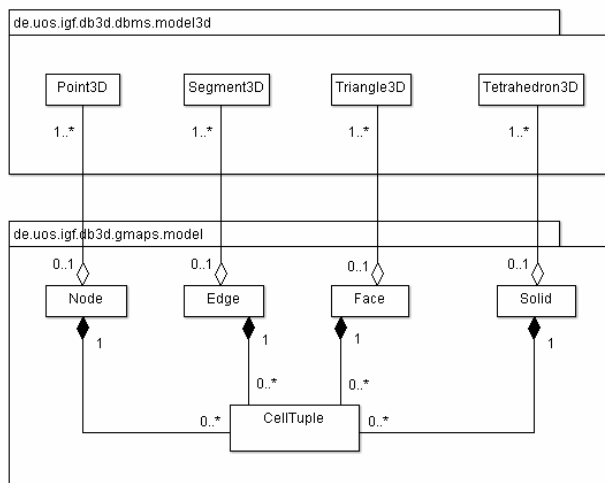 de.uos.igf.db3d.dbms.model3d
Point3D Segment3D Triangle3D Tetrahedron3D
1..* 1..* 1..* 1..*
de.uos.igf.db3d.gmaps.model
0..1 0..1 0..1 0..1
Node Edge Face Solid
1 1 1 1
0..* 0..*
CellTuple
0..* 0..*